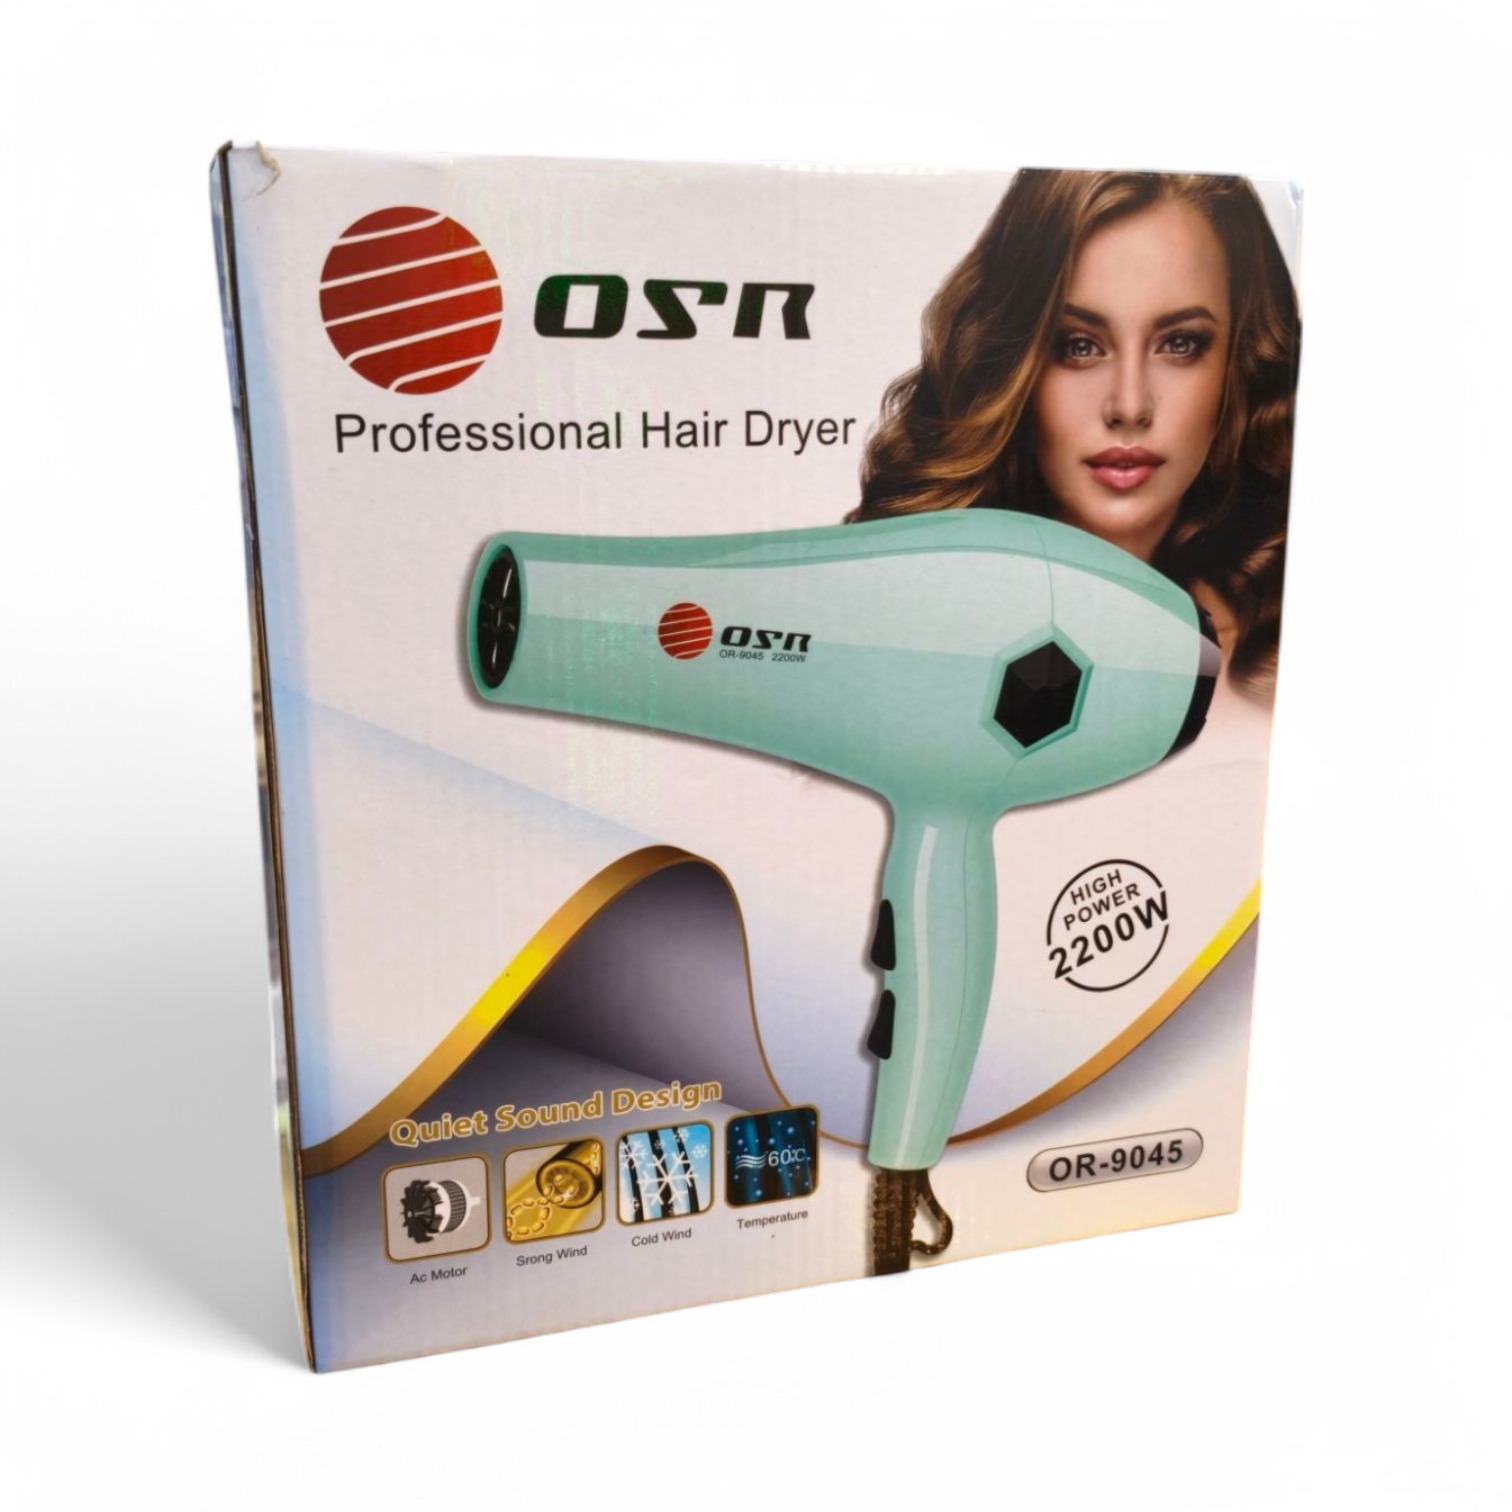 OSR
Professional Hair Dryer
OSR
OR-9045 2200W
HIGH
POWER
2200W
Quiet Sound Design
60℃
Ac Motor
Srong Wind
Cold Wind
Temperature
OR-9045